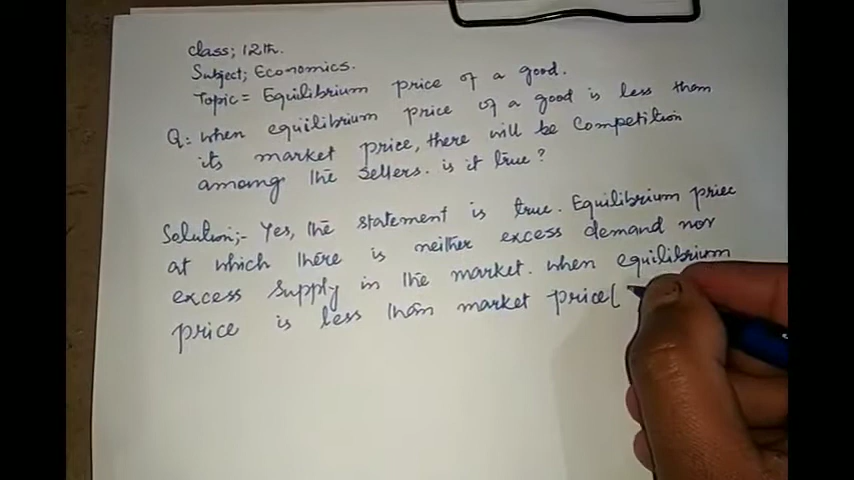 Class; 12th.
Subject; Economics.
Topic = Equilibrium price of a good.
Q: when equilibrium price of a good is less them
its market price, there will be Competition
among the sellers. is it true?
Solution;- Yes, the statement is true. Equilibrium price
at which there is neither excess demand nor
excess supply in the market. when equilibrium
price is less than market price(